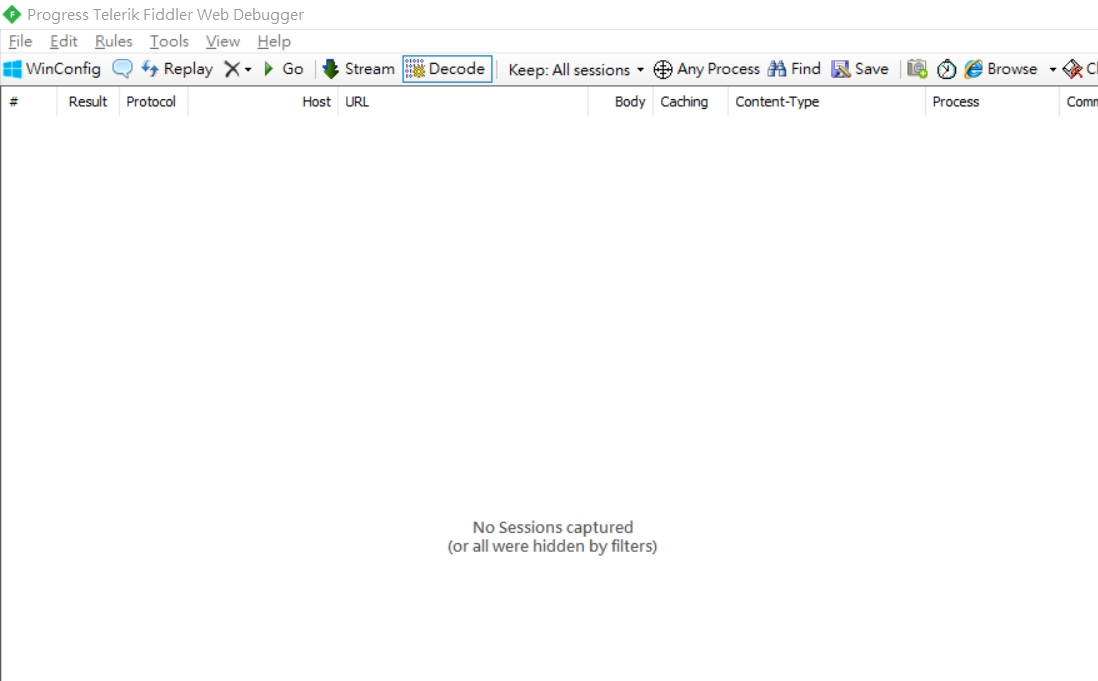 Progress Telerik Fiddler Web Debugger
File Edit Rules Tools View Help
WinConfig Replay Go Stream Decode Keep: All sessions Any Process Find Save Browse
# Result Protocol Host URL Body Caching Content-Type Process
No Sessions captured
(or all were hidden by filters)